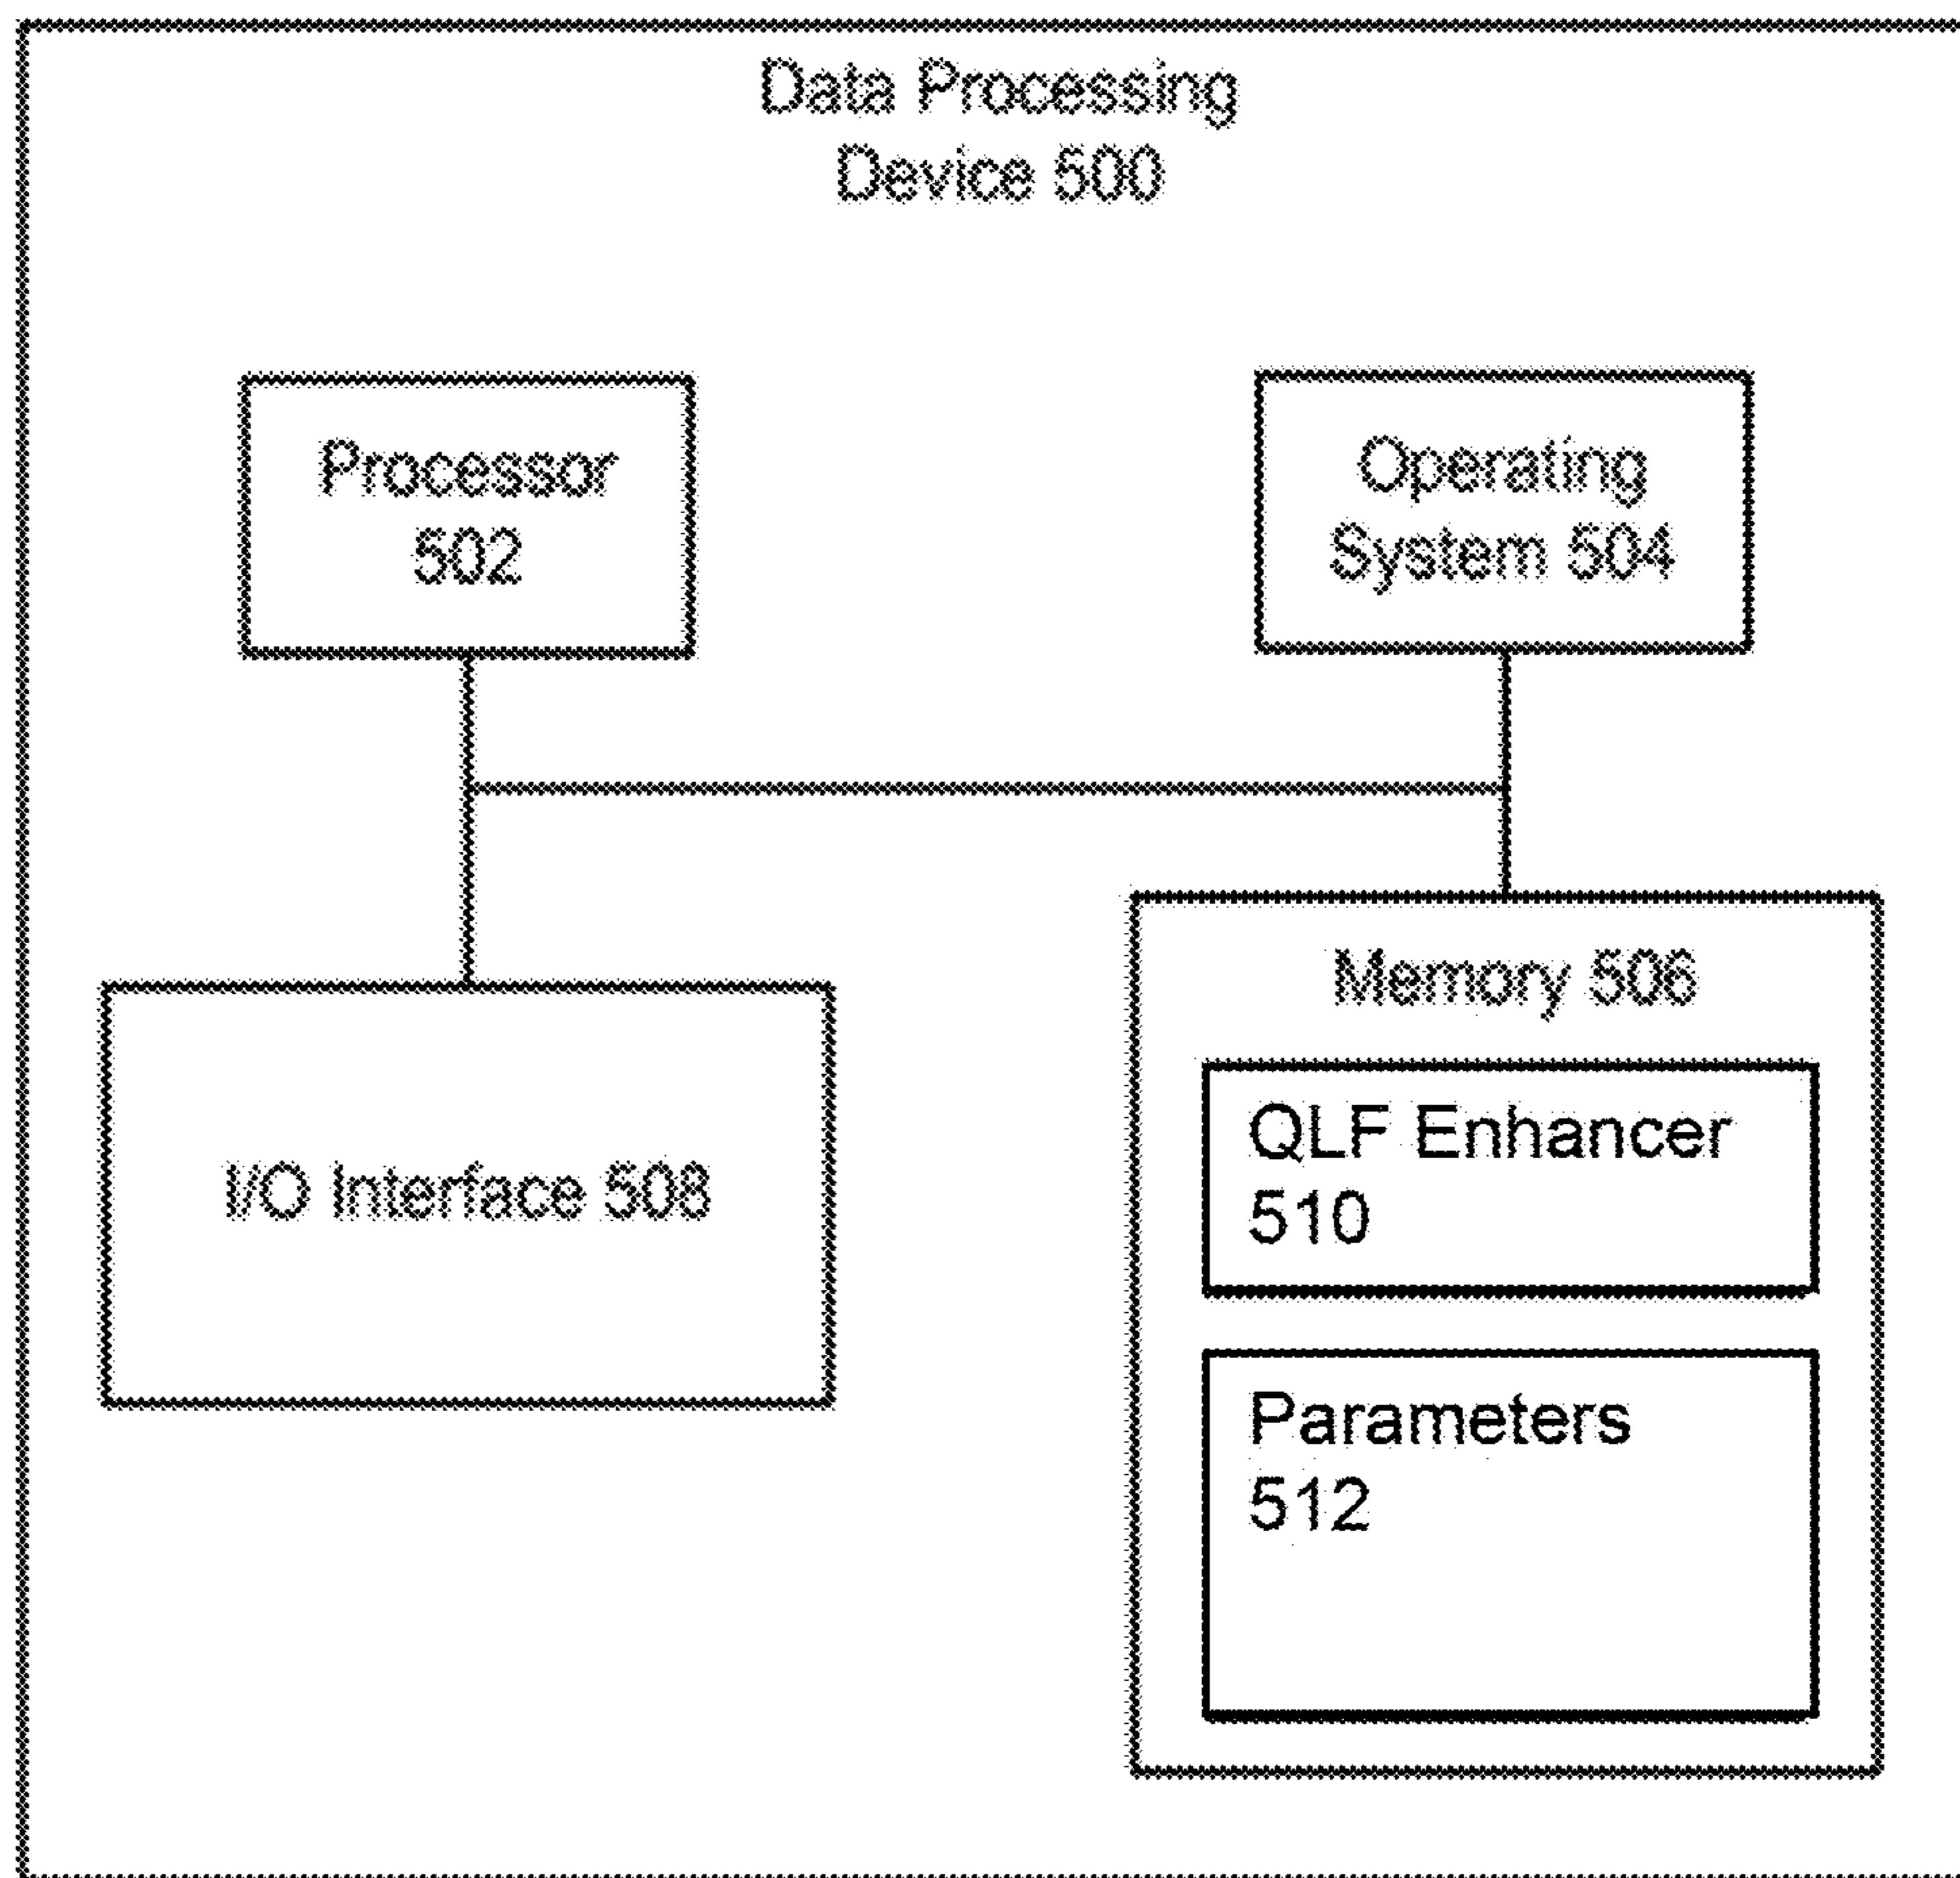 Data Processing
Device 500
Processor
502
Operating
System 504
I/O Interface 508
Memory 506
QLF Enhancer
510
Parameters
512